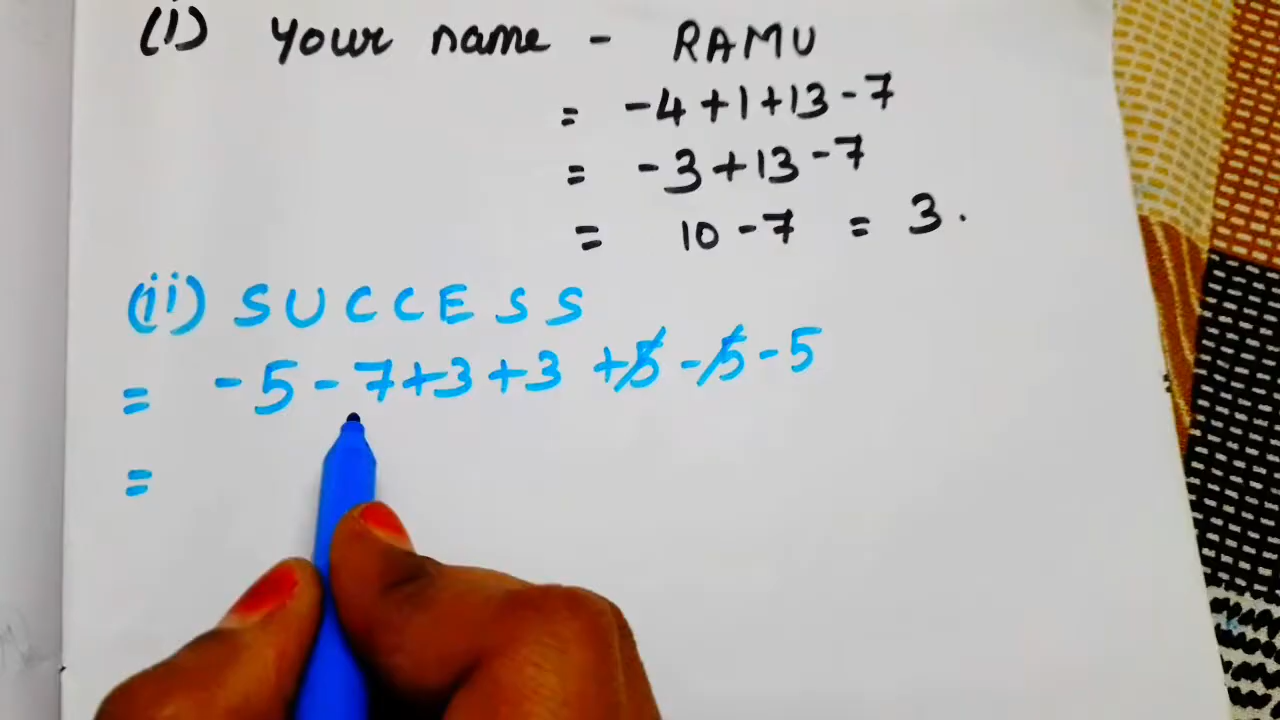 (i) Your name - RAMU
= -4+1+13-7
= -3+13-7
= 10-7 = 3.
(ii) SUCCESS
= -5-7+3+3+5-5-5
=